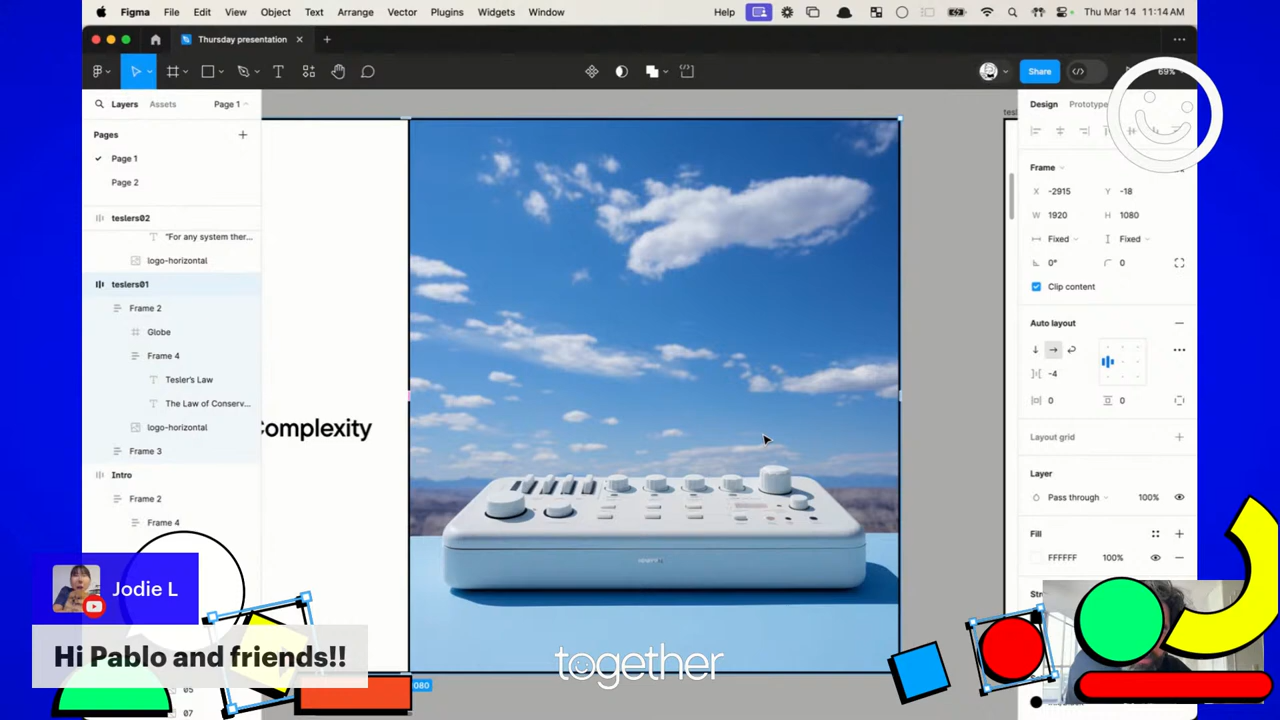 Figma File Edit View Object Text Arrange Vector Plugins Widgets Window Help Thu Mar 14 11:14 AM
Thursday presentation
Share
69%
Layers Assets Page 1
Pages
Page 1
Page 2
teslers02
"For any system ther...
logo-horizontal
teslers01
Frame 2
Globe
Frame 4
Tesler's Law
The Law of Conserv...
logo-horizontal
Frame 3
Intro
Frame 2
Frame 4
05
07
Complexity
together
Design Prototype
Frame
X -2915 Y -18
W 1920 H 1080
Fixed Fixed
0° 0
Clip content
Auto layout
-4
0 0
Layout grid
Layer
Pass through 100%
Fill
FFFFFF 100%
Jodie L
Hi Pablo and friends!!